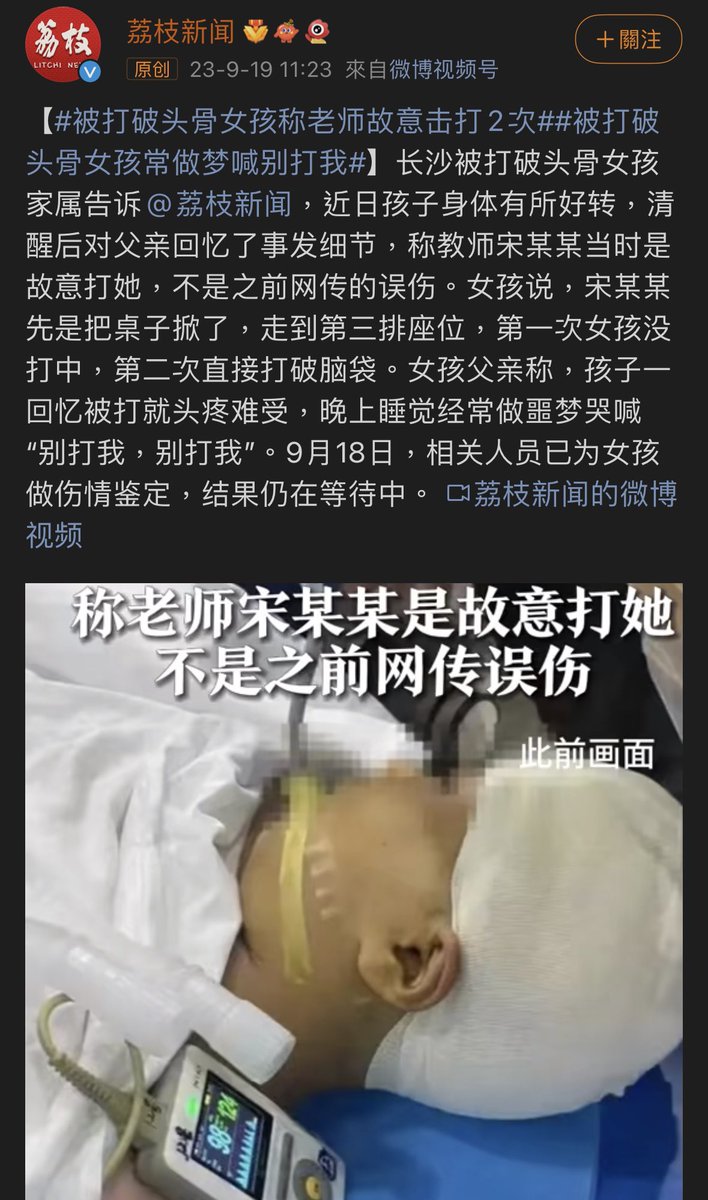 荔枝
LITCHI NE
荔枝新闻
＋關注
原创 23-9-19 11:23 來自微博视频号
【#被打破头骨女孩称老师故意击打2次##被打破
头骨女孩常做梦喊别打我#】长沙被打破头骨女孩
家属告诉@荔枝新闻，近日孩子身体有所好转，清
醒后对父亲回忆了事发细节，称教师宋某某当时是
故意打她，不是之前网传的误伤。女孩说，宋某某
先是把桌子掀了，走到第三排座位，第一次女孩没
打中，第二次直接打破脑袋。女孩父亲称，孩子一
回忆被打就头疼难受，晚上睡觉经常做噩梦哭喊
“别打我，别打我”。9月18日，相关人员已为女孩
做伤情鉴定，结果仍在等待中。 荔枝新闻的微博
视频
称老师宋某某是故意打她
不是之前网传误伤
此前画面
98 124